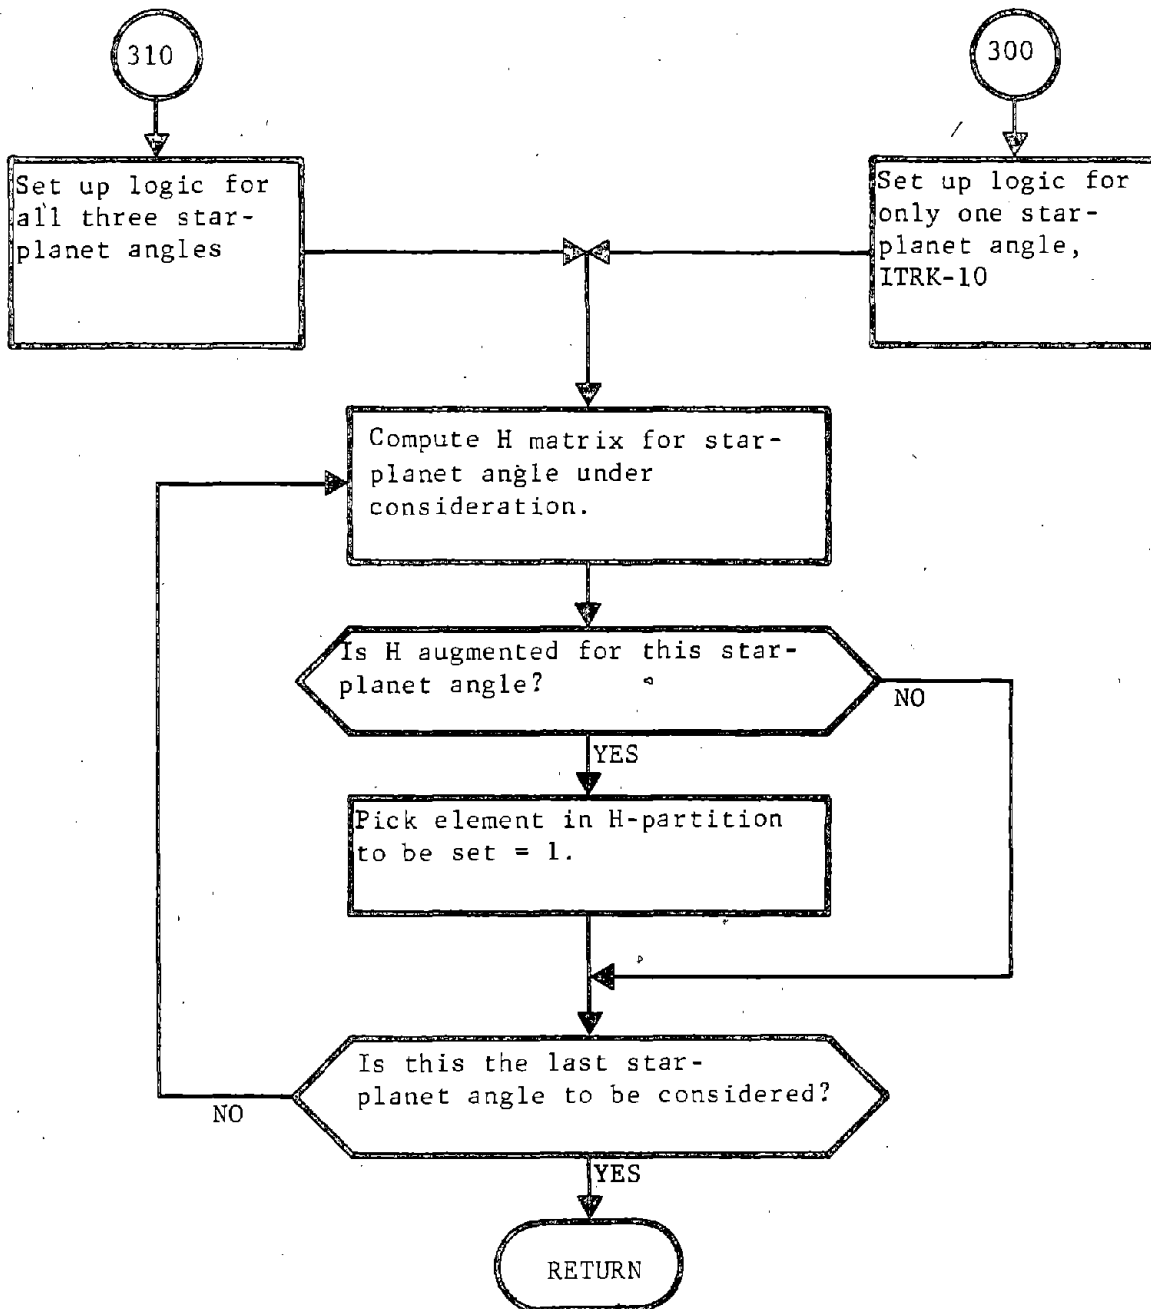 310
300
Set up logic for
all three star-
planet angles
Set up logic for
only one star-
planet angle,
ITRK-10
Compute H matrix for star-
planet angle under
consideration.
Is H augmented for this star-
planet angle?
NO
YES
Pick element in H-partition
to be set = 1.
Is this the last star-
planet angle to be considered?
NO
YES
RETURN